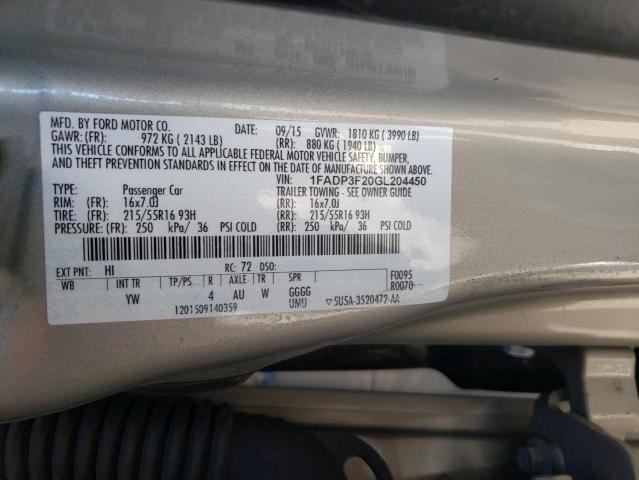 MFD. BY FORD MOTOR CO. DATE: 09/15 GVWR: 1810 KG ( 3990 LB)
GAWR: (FR): 972 KG ( 2143 LB) (RR): 880 KG ( 1940 LB)
THIS VEHICLE CONFORMS TO ALL APPLICABLE FEDERAL MOTOR VEHICLE SAFETY, BUMPER,
AND THEFT PREVENTION STANDARDS IN EFFECT ON THE DATE OF MANUFACTURE SHOWN ABOVE.
VIN: 1FADP3F20GL204450
TYPE: Passenger Car TRAILER TOWING - SEE OWNER GUIDE
RIM: (FR): 16x7.0J (RR): 16x7.0J
TIRE: (FR): 215/55R16 93H (RR): 215/55R16 93H
PRESSURE: (FR): 250 kPa/ 36 PSI COLD (RR): 250 kPa/ 36 PSI COLD
EXT PNT: HI RC: 72 DSO: F0095
WB INT TR TP/PS R AXLE TR SPR R0070
YW 4 AU W GGGG
UMU ▽5U5A-3520472-AA
1201509140359